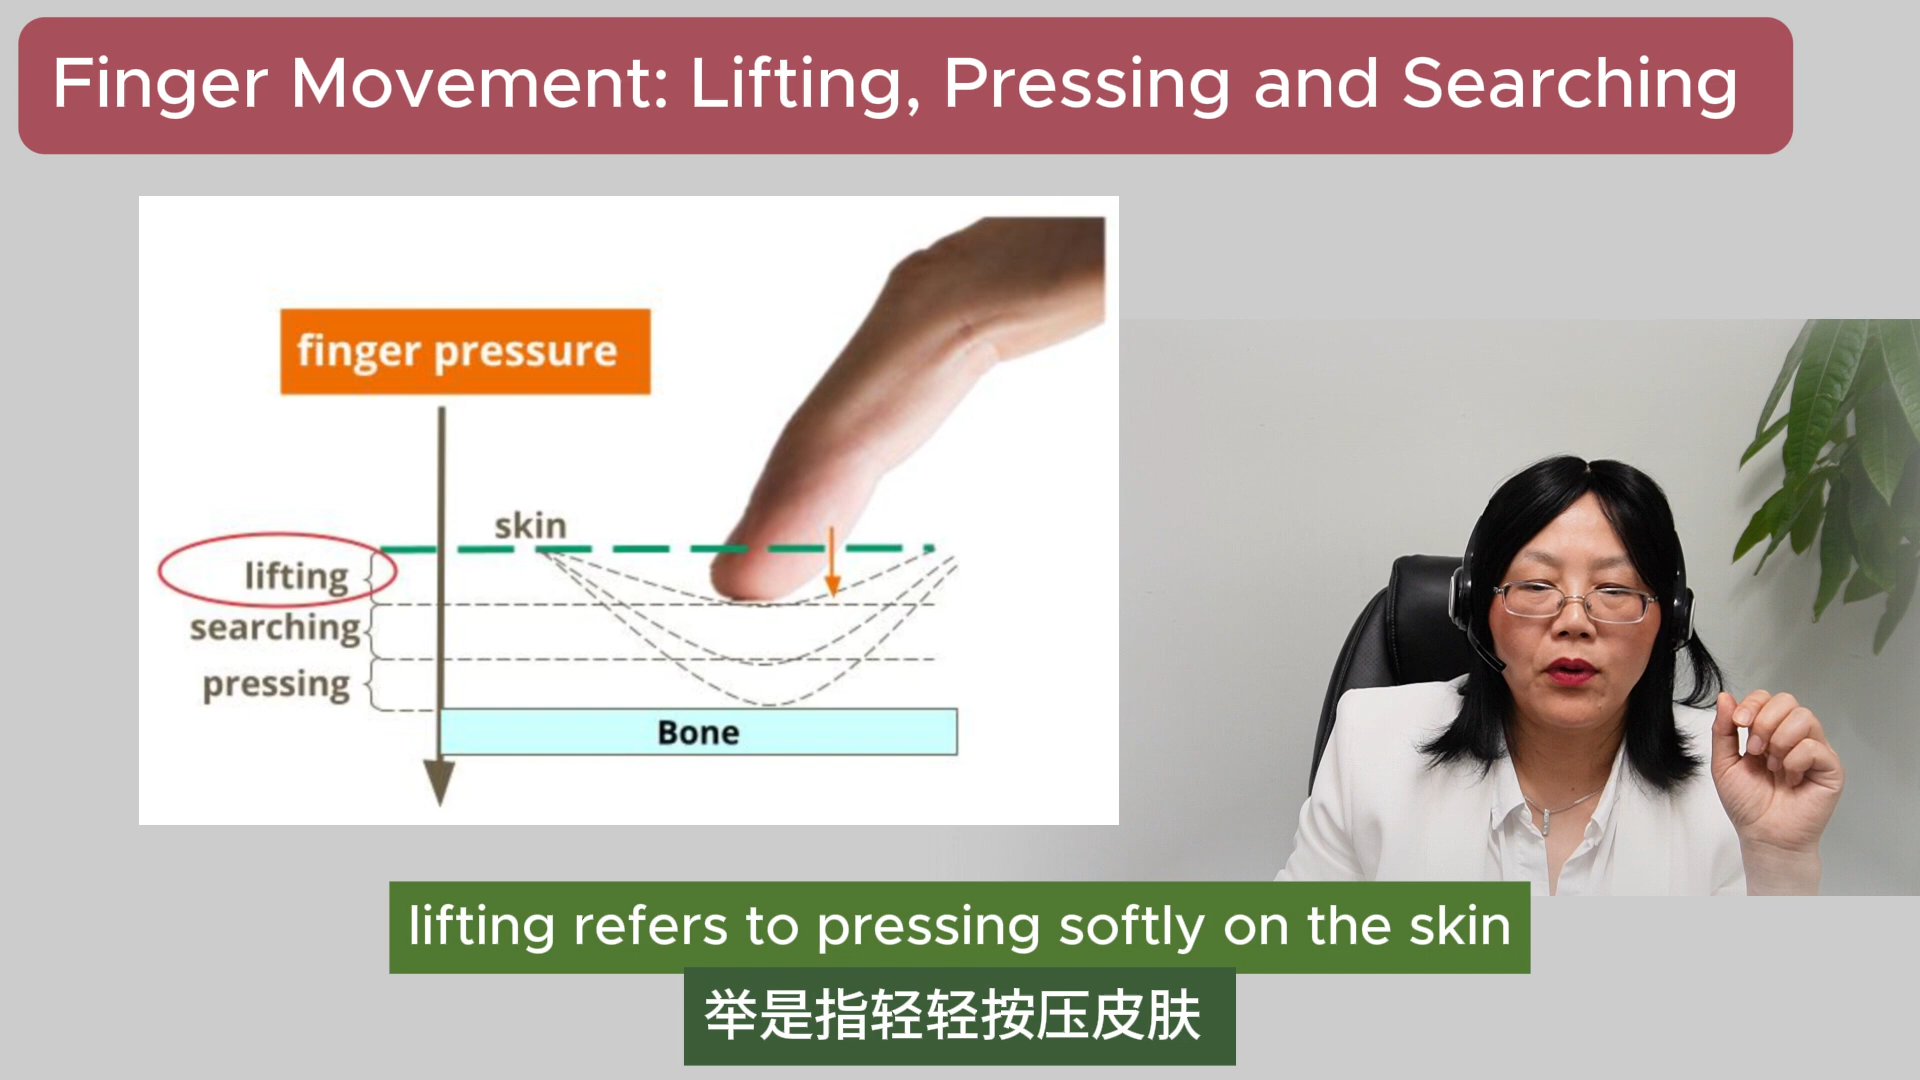 Finger Movement: Lifting, Pressing and Searching
finger pressure
skin
lifting
searching
pressing
Bone
lifting refers to pressing softly on the skin
举是指轻轻按压皮肤